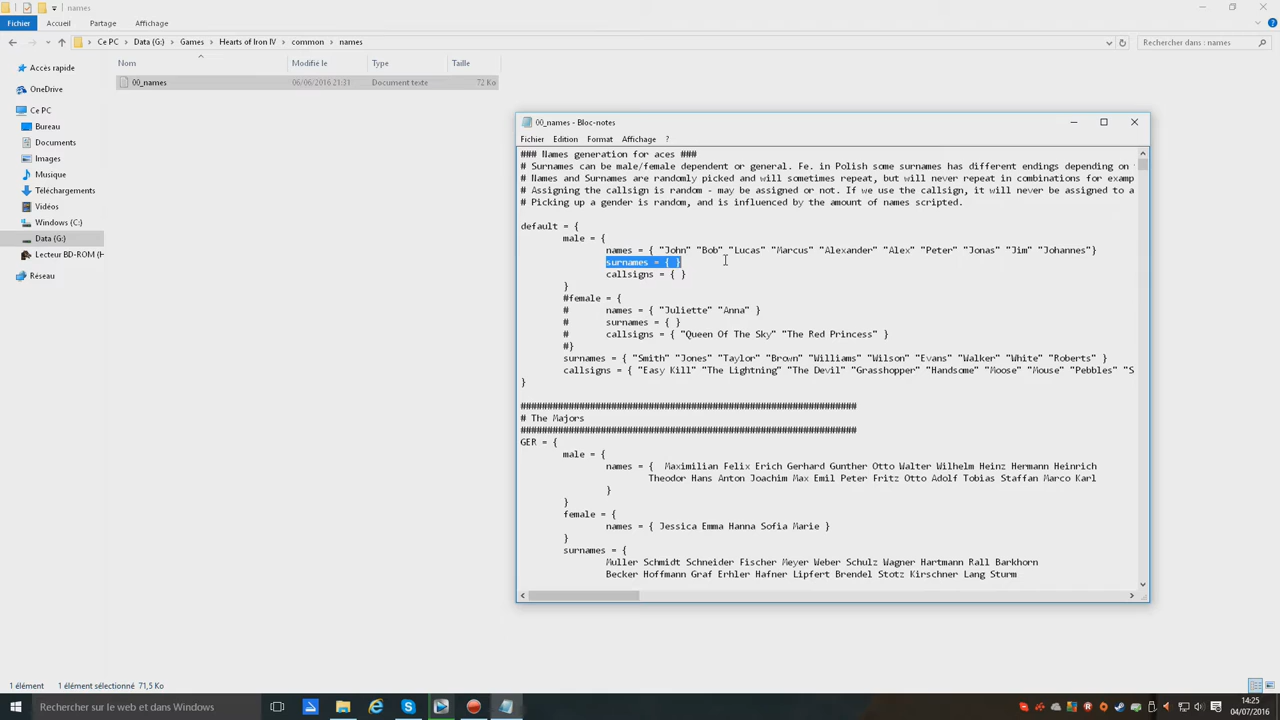 names
Fichier Accueil Partage Affichage
Ce PC > Data (G:) > Games > Hearts of Iron IV > common > names
Rechercher dans : names
Nom Modifié le Type Taille
00_names 06/06/2016 21:31 Document texte 72 Ko
Accès rapide
OneDrive
Ce PC
Bureau
Documents
Images
Musique
Téléchargements
Vidéos
Windows (C:)
Data (G:)
Lecteur BD-ROM (H
Réseau
00_names - Bloc-notes
Fichier Edition Format Affichage ?
### Names generation for aces ###
# Surnames can be male/female dependent or general. Fe. in Polish some surnames has different endings depending on
# Names and Surnames are randomly picked and will sometimes repeat, but will never repeat in combinations for examp
# Assigning the callsign is random - may be assigned or not. If we use the callsign, it will never be assigned to a
# Picking up a gender is random, and is influenced by the amount of names scripted.
default = {
male = {
names = { "John" "Bob" "Lucas" "Marcus" "Alexander" "Alex" "Peter" "Jonas" "Jim" "Johannes"}
surnames = { }
callsigns = { }
}
#female = {
# names = { "Juliette" "Anna" }
# surnames = { }
# callsigns = { "Queen Of The Sky" "The Red Princess" }
#}
surnames = { "Smith" "Jones" "Taylor" "Brown" "Williams" "Wilson" "Evans" "Walker" "White" "Roberts" }
callsigns = { "Easy Kill" "The Lightning" "The Devil" "Grasshopper" "Handsome" "Moose" "Mouse" "Pebbles" "S
}
################################################################
# The Majors
################################################################
GER = {
male = {
names = { Maximilian Felix Erich Gerhard Gunther Otto Walter Wilhelm Heinz Hermann Heinrich
Theodor Hans Anton Joachim Max Emil Peter Fritz Otto Adolf Tobias Staffan Marco Karl
}
}
female = {
names = { Jessica Emma Hanna Sofia Marie }
}
surnames = {
Muller Schmidt Schneider Fischer Meyer Weber Schulz Wagner Hartmann Rall Barkhorn
Becker Hoffmann Graf Erhler Hafner Lipfert Brendel Stotz Kirschner Lang Sturm
1 élément 1 élément sélectionné 71,5 Ko
Rechercher sur le web et dans Windows
14:25
04/07/2016